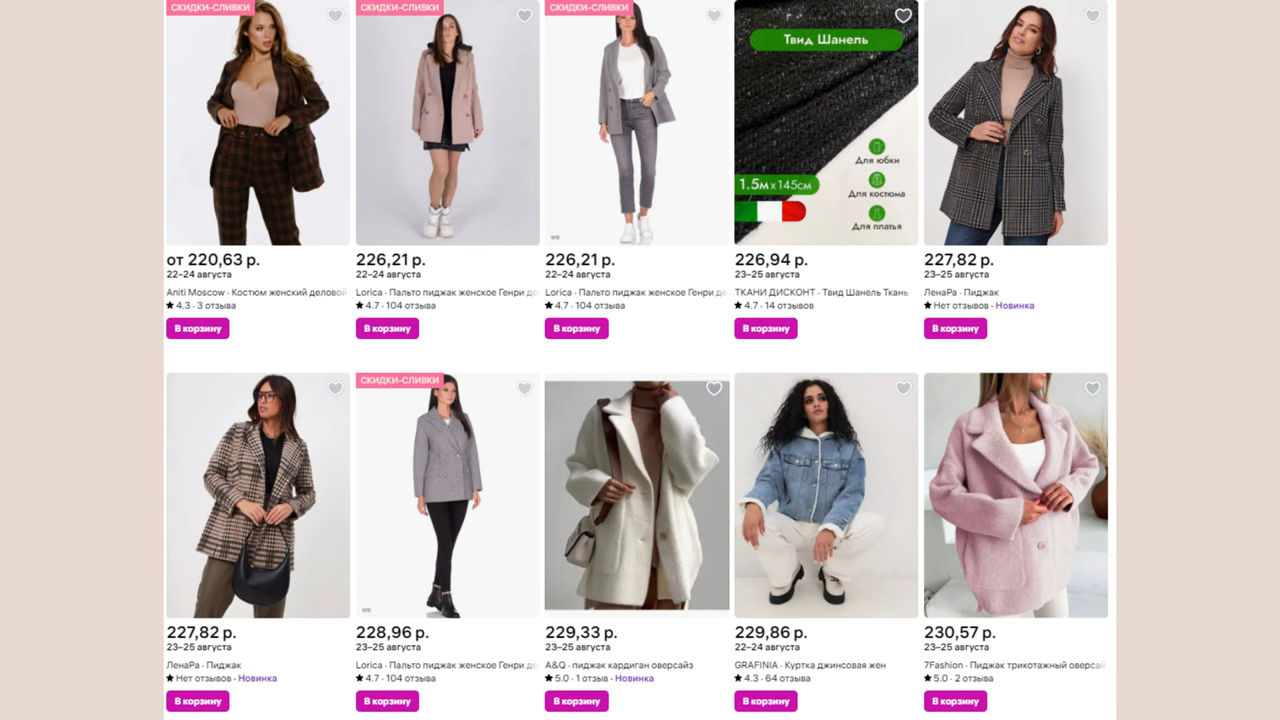 СКИДКИ-СЛИВКИ
СКИДКИ-СЛИВКИ
СКИДКИ-СЛИВКИ
Твид Шанель
Для юбки
1.5м x 145см
Для костюма
Для платья
WB
от 220,63 р.
22–24 августа
Aniti Moscow · Костюм женский деловой
★ 4.3 · 3 отзыва
В корзину
226,21 р.
22–24 августа
Lorica · Пальто пиджак женское Генри де
★ 4.7 · 104 отзыва
В корзину
226,21 р.
22–24 августа
Lorica · Пальто пиджак женское Генри де
★ 4.7 · 104 отзыва
В корзину
226,94 р.
23–25 августа
ТКАНИ ДИСКОНТ · Твид Шанель Ткань
★ 4.7 · 14 отзывов
В корзину
227,82 р.
23–25 августа
ЛенаРа · Пиджак
★ Нет отзывов · Новинка
В корзину
СКИДКИ-СЛИВКИ
WB
227,82 р.
23–25 августа
ЛенаРа · Пиджак
★ Нет отзывов · Новинка
В корзину
228,96 р.
23–25 августа
Lorica · Пальто пиджак женское Генри де
★ 4.7 · 104 отзыва
В корзину
229,33 р.
23–25 августа
A&Q · пиджак кардиган оверсайз
★ 5.0 · 1 отзыв · Новинка
В корзину
229,86 р.
22–24 августа
GRAFINIA · Куртка джинсовая жен
★ 4.3 · 64 отзыва
В корзину
230,57 р.
23–25 августа
7Fashion · Пиджак трикотажный оверсай
★ 5.0 · 2 отзыва
В корзину